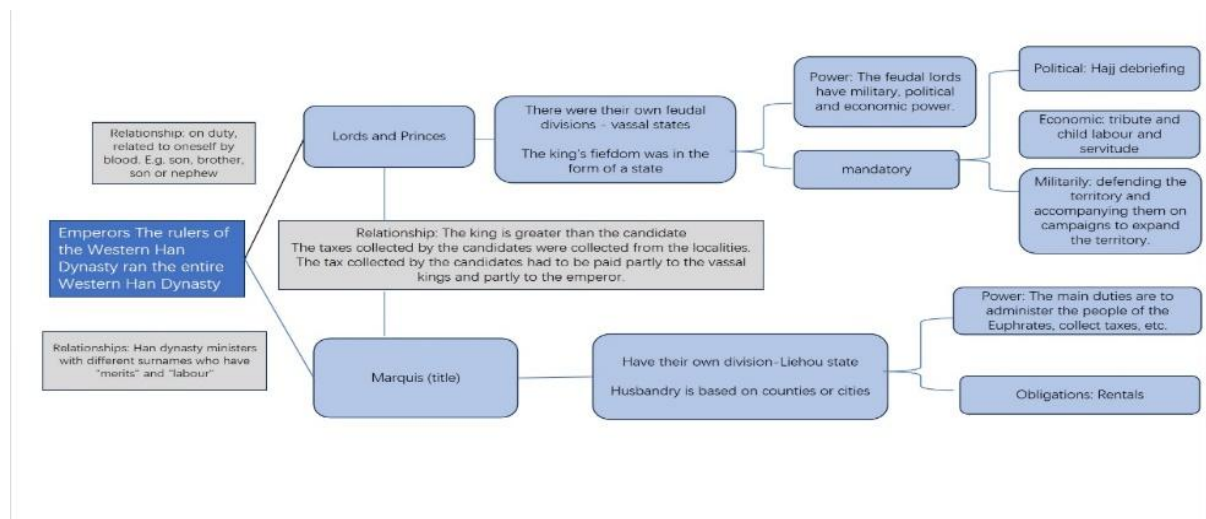 Relationship: on duty,
related to oneself by
blood. E.g. son, brother,
son or nephew
Emperors The rulers of
the Western Han
Dynasty ran the entire
Western Han Dynasty
Relationships: Han dynasty ministers
with different surnames who have
"merits" and "labour"
Lords and Princes
Relationship: The king is greater than the candidate
The taxes collected by the candidates were collected from the localities.
The tax collected by the candidates had to be paid partly to the vassal
kings and partly to the emperor.
Marquis (title)
There were their own feudal
divisions – vassal states
The king's fiefdom was in the
form of a state
Power: The feudal lords
have military, political
and economic power.
mandatory
Political: Hajj debriefing
Economic: tribute and
child labour and
servitude
Militarily: defending the
territory and
accompanying them on
campaigns to expand
the territory.
Have their own division-Liehou state
Husbandry is based on counties or cities
Power: The main duties are to
administer the people of the
Euphrates, collect taxes, etc.
Obligations: Rentals